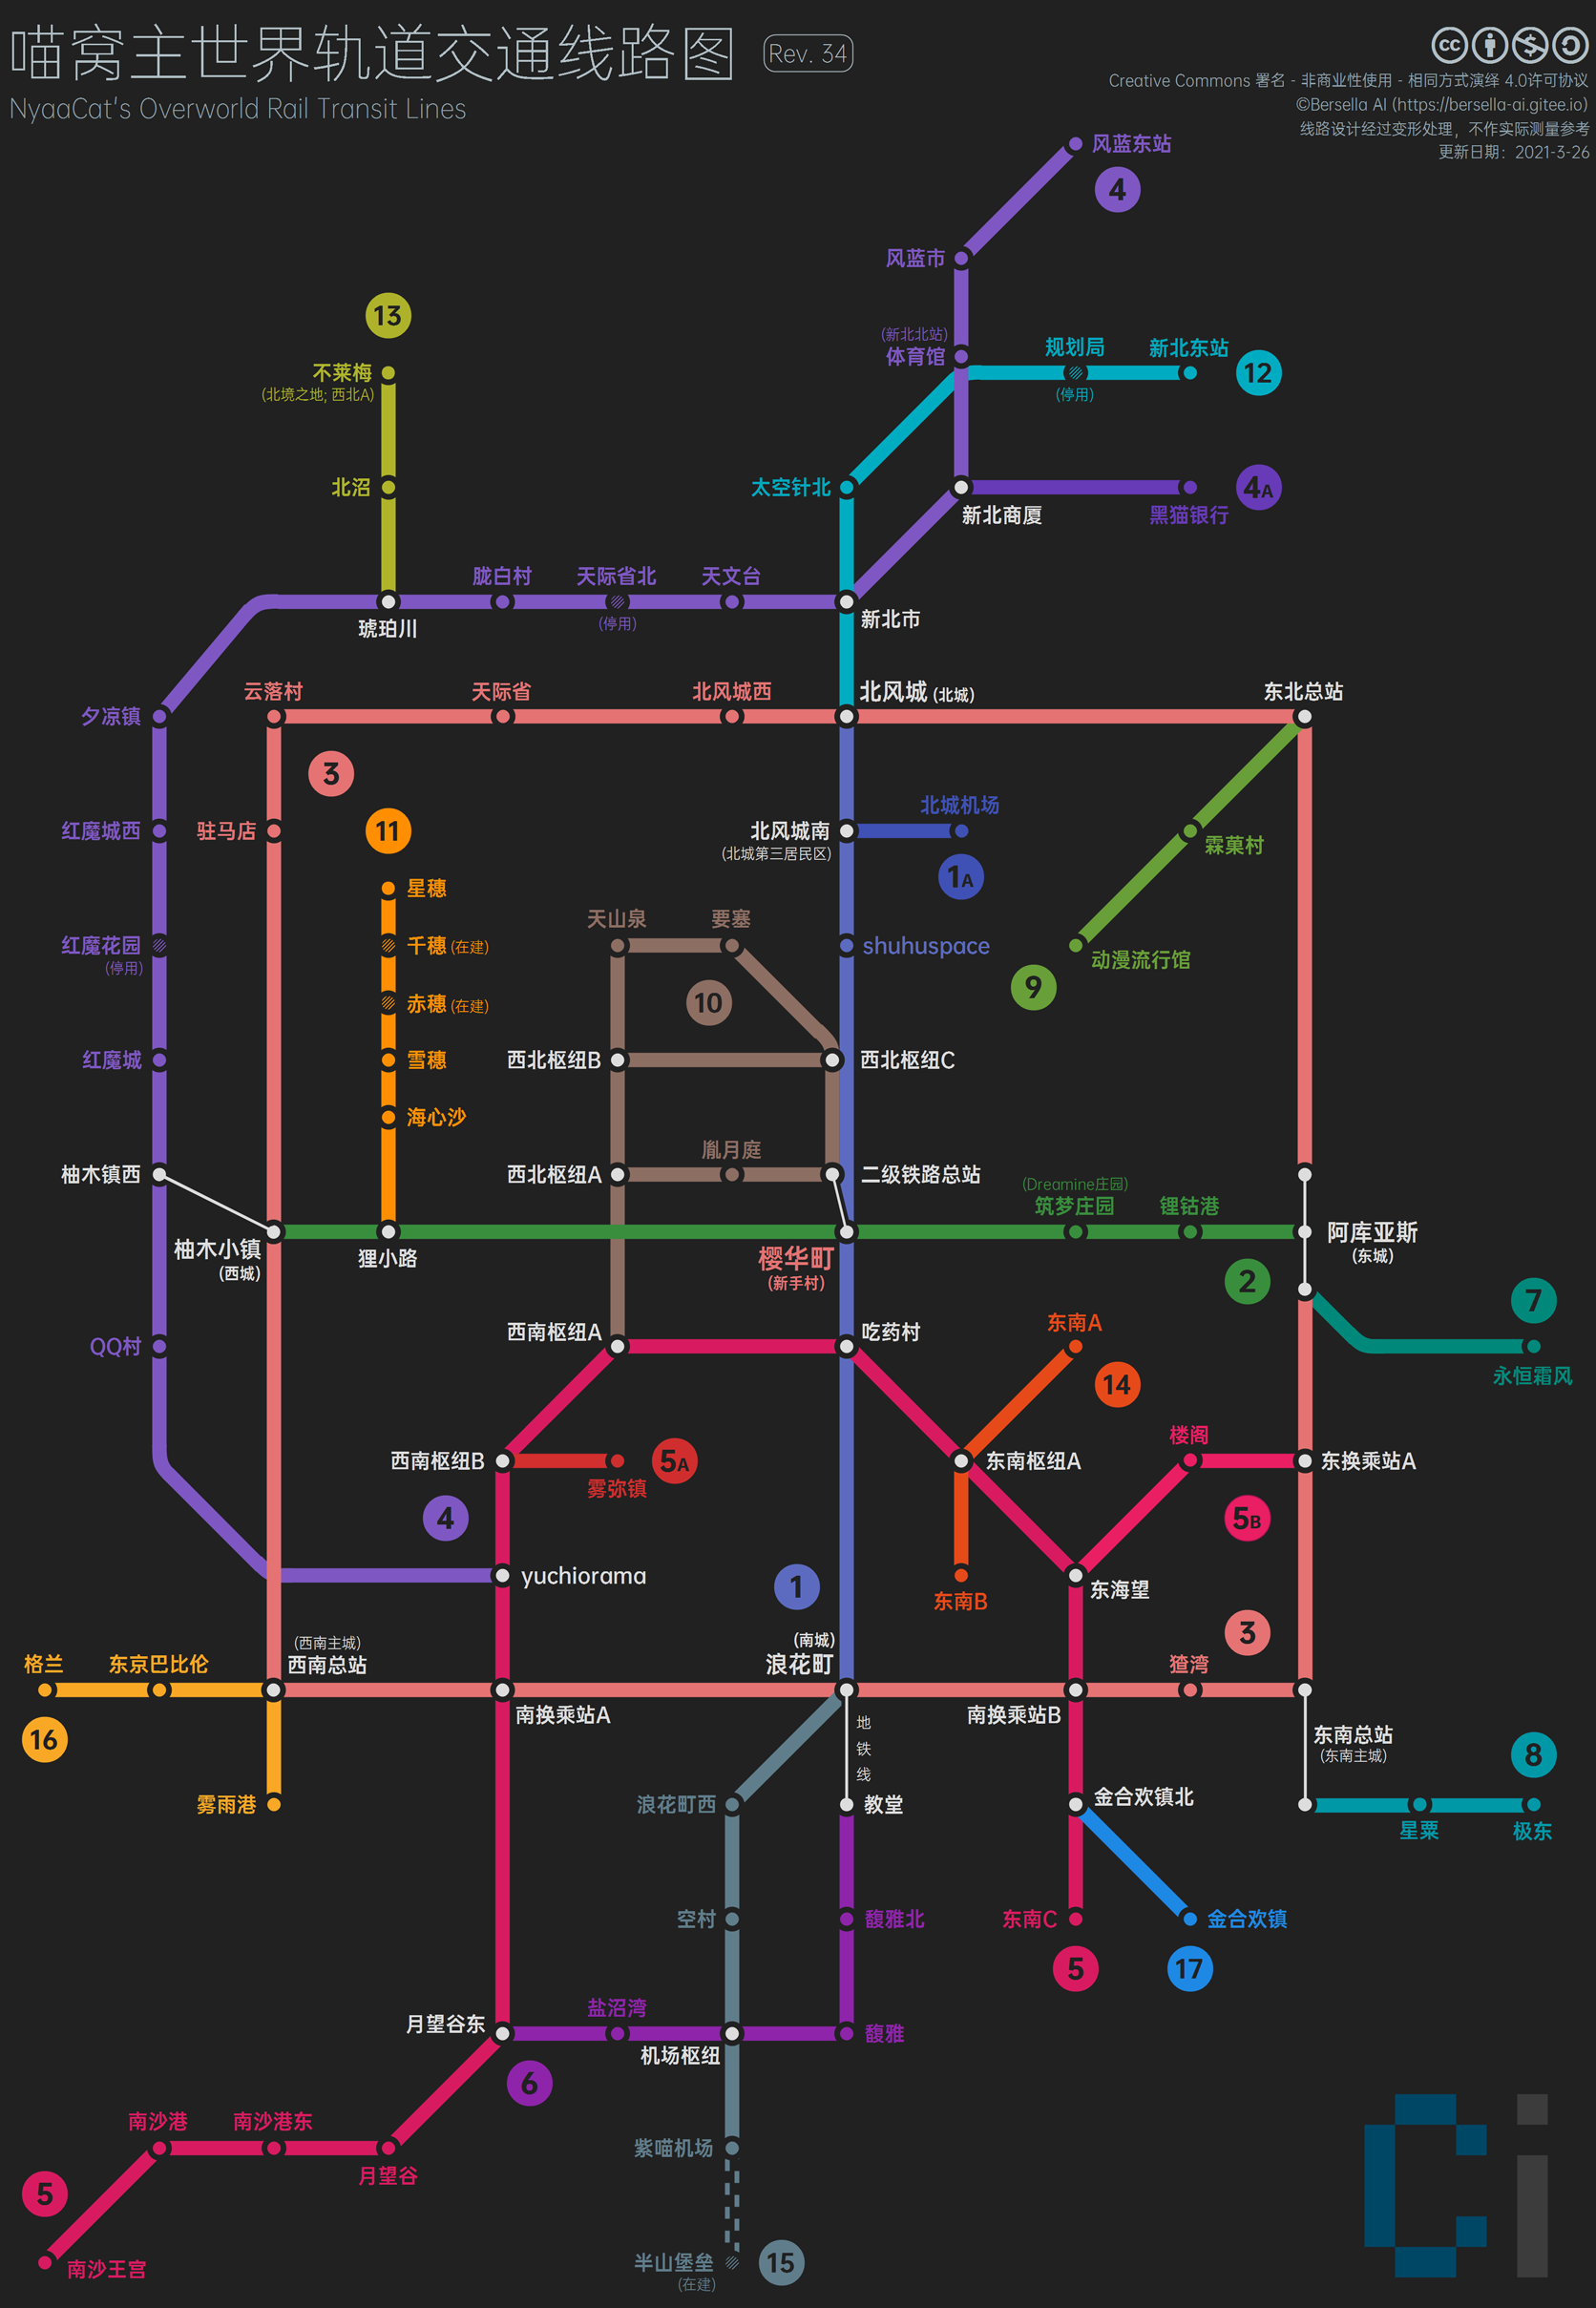 喵窝主世界轨道交通线路图 Rev. 34
NyaaCat's Overworld Rail Transit Lines
cc $
Creative Commons 署名 - 非商业性使用 - 相同方式演绎 4.0许可协议
©Bersella AI (https://bersella-ai.gitee.io)
线路设计经过变形处理，不作实际测量参考
更新日期：2021-3-26
风蓝东站
4
风蓝市
(新北北站)
体育馆
规划局
(停用)
新北东站
12
13
不莱梅
(北境之地; 西北A)
北沼
太空针北
新北商厦
黑猫银行
4A
琥珀川
胧白村
天际省北
(停用)
天文台
新北市
夕凉镇
云落村
天际省
北风城西
北风城 (北城)
东北总站
3
红魔城西
驻马店
11
北风城南
(北城第三居民区)
北城机场
1A
霖菓村
星穗
红魔花园
(停用)
千穗 (在建)
天山泉
要塞
shuhuspace
动漫流行馆
9
赤穗 (在建)
10
红魔城
雪穗
西北枢纽B
西北枢纽C
海心沙
柚木镇西
西北枢纽A
胤月庭
二级铁路总站
(Dreamine庄园)
筑梦庄园
锂钴港
柚木小镇
(西城)
狸小路
樱华町
(新手村)
阿库亚斯
(东城)
2
7
QQ村
西南枢纽A
吃药村
东南A
14
永恒霜风
西南枢纽B
雾弥镇
5A
东南枢纽A
楼阁
东换乘站A
4
5B
yuchiorama
1
东南B
东海望
3
格兰
东京巴比伦
(西南主城)
西南总站
(南城)
浪花町
猹湾
16
南换乘站A
地
铁
线
南换乘站B
东南总站
(东南主城)
8
雾雨港
浪花町西
教堂
金合欢镇北
星粟
极东
空村
馥雅北
东南C
金合欢镇
5
17
月望谷东
盐沼湾
机场枢纽
馥雅
6
南沙港
南沙港东
月望谷
紫喵机场
5
南沙王宫
半山堡垒
(在建)
15
Ci